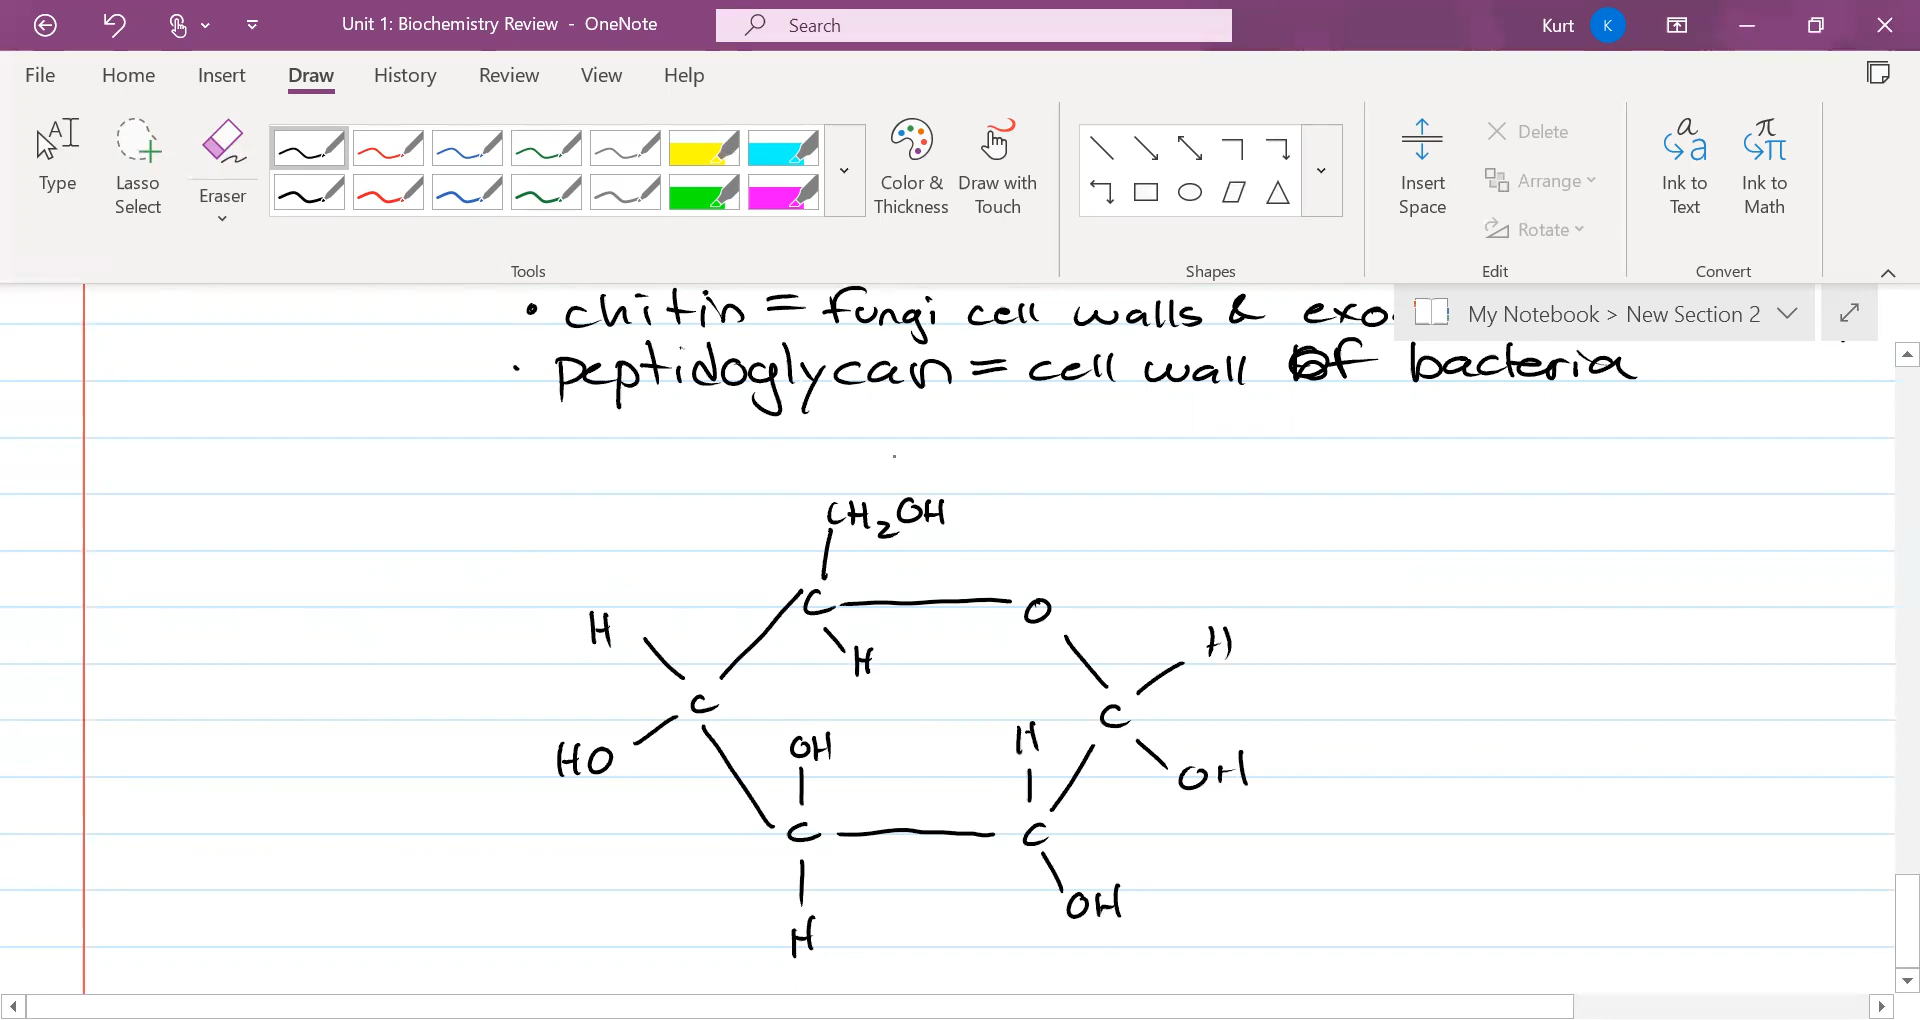 Unit 1: Biochemistry Review - OneNote
Search
Kurt
K
File Home Insert Draw History Review View Help
Type
Lasso Select
Eraser
Color & Thickness
Draw with Touch
Insert Space
Delete
Arrange
Rotate
Ink to Text
Ink to Math
Tools
Shapes
Edit
Convert
• chitin = fungi cell walls & exo
My Notebook > New Section 2
• peptidoglycan = cell wall of bacteria
CH₂OH
C O
H H
H
C C
OH H
HO OH
C C
OH
H